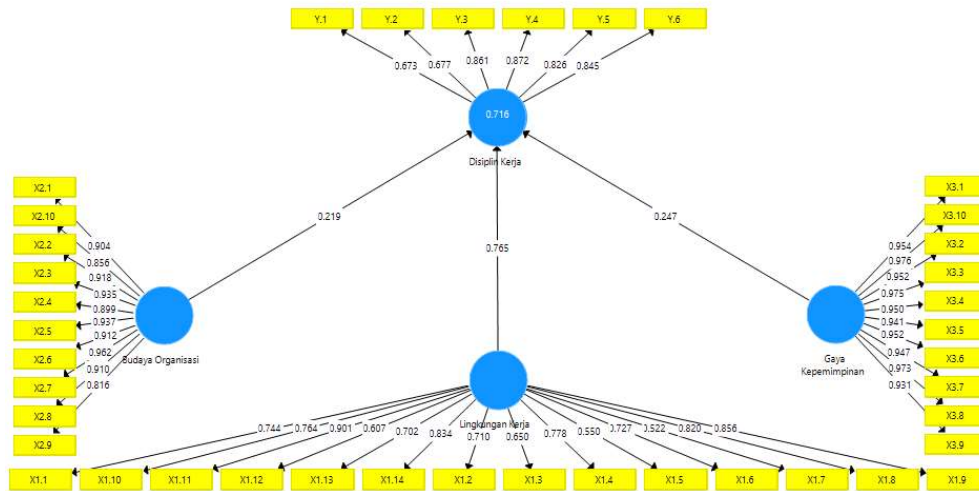 Y.1 Y.2 Y.3 Y.4 Y.5 Y.6
0.673 0.677 0.861 0.872 0.826 0.845
0.716
Disiplin Kerja
X2.1
X2.10
X2.2
X2.3
X2.4
X2.5
X2.6
X2.7
X2.8
X2.9
0.904
0.856
0.918
0.935
0.899
0.937
0.912
0.962
0.910
0.816
Budaya Organisasi
0.219
0.765
0.247
X3.1
X3.10
X3.2
X3.3
X3.4
X3.5
X3.6
X3.7
X3.8
X3.9
0.954
0.976
0.952
0.975
0.950
0.941
0.952
0.947
0.973
0.931
Gaya
Kepemimpinan
Lingkungan Kerja
0.744 0.764 0.901 0.607 0.702 0.834 0.710 0.650 0.778 0.550 0.727 0.522 0.820 0.856
X1.1 X1.10 X1.11 X1.12 X1.13 X1.14 X1.2 X1.3 X1.4 X1.5 X1.6 X1.7 X1.8 X1.9